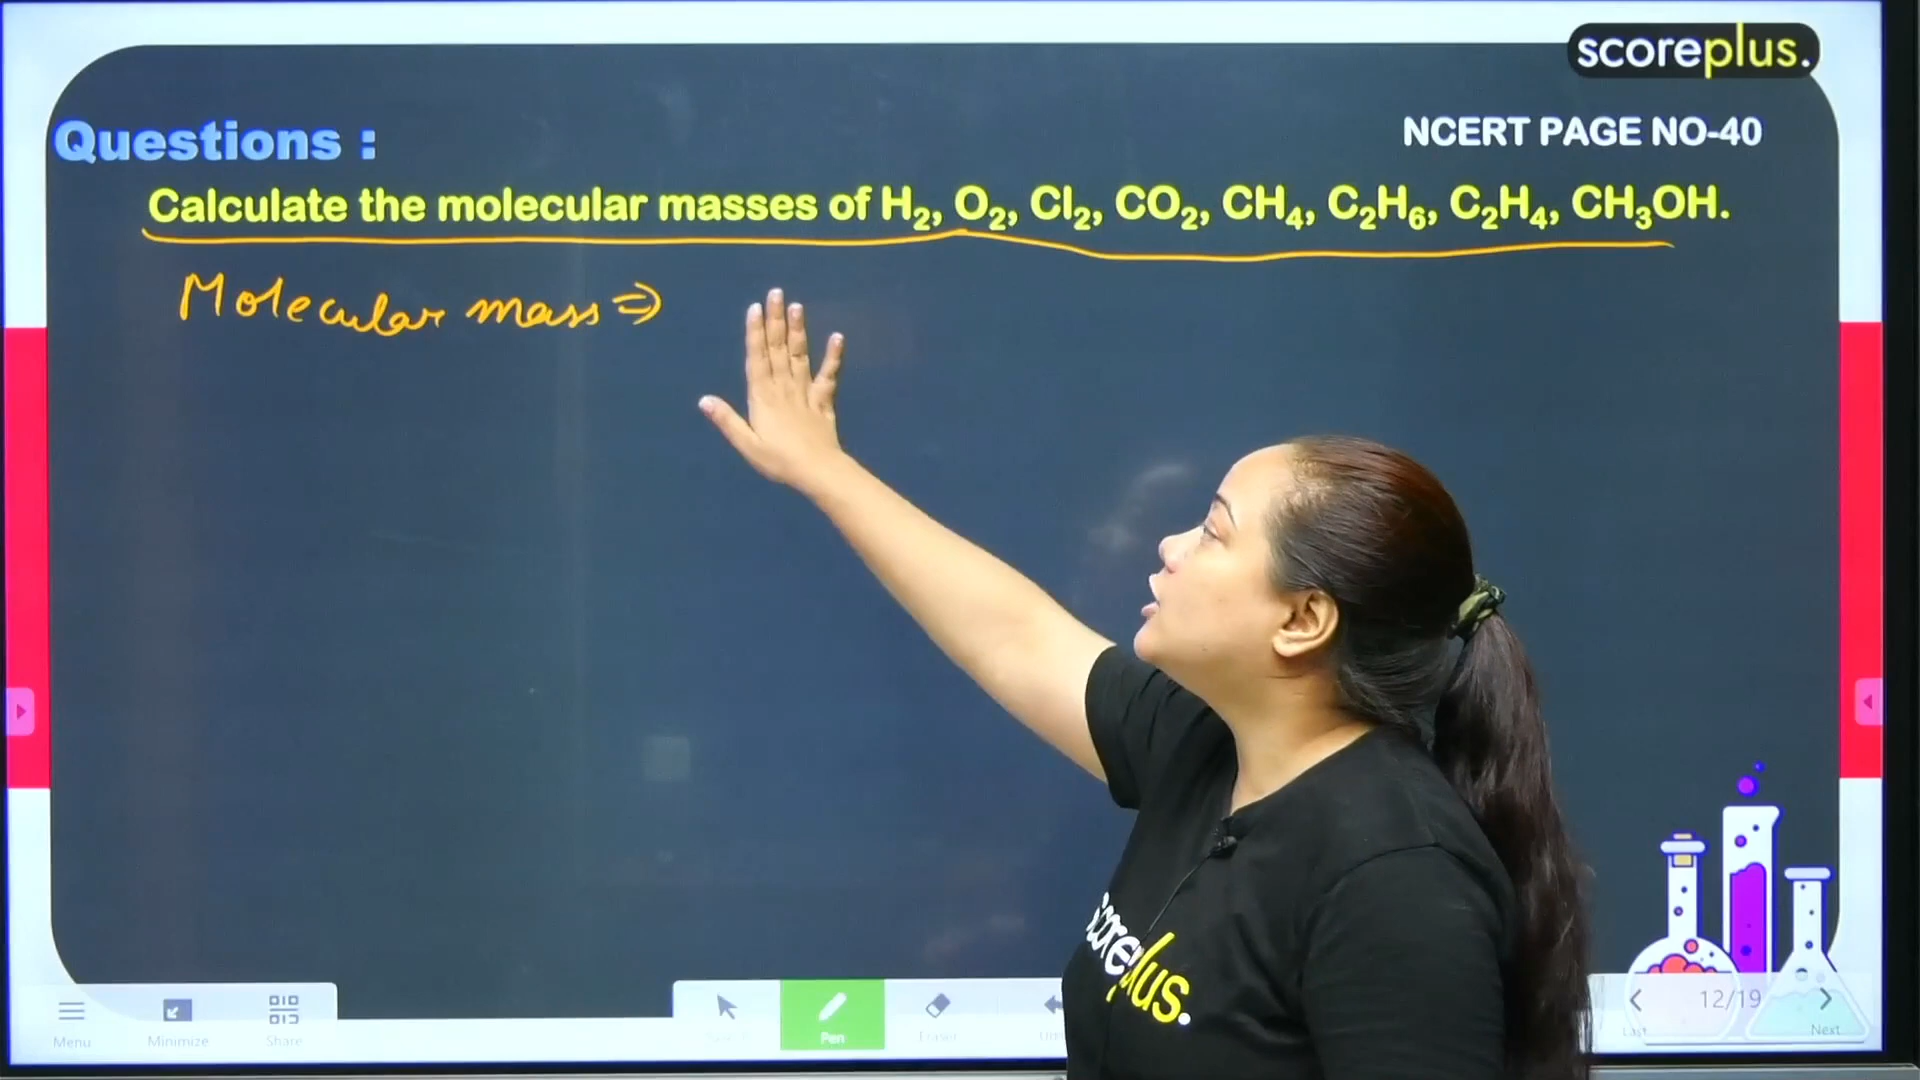 scoreplus.
Questions :
NCERT PAGE NO-40
Calculate the molecular masses of H₂, O₂, Cl₂, CO₂, CH₄, C₂H₆, C₂H₄, CH₃OH.
Molecular mass ⇒
scoreplus.
Menu
Minimize
Share
Pen
Eraser
Last
12/19
Next